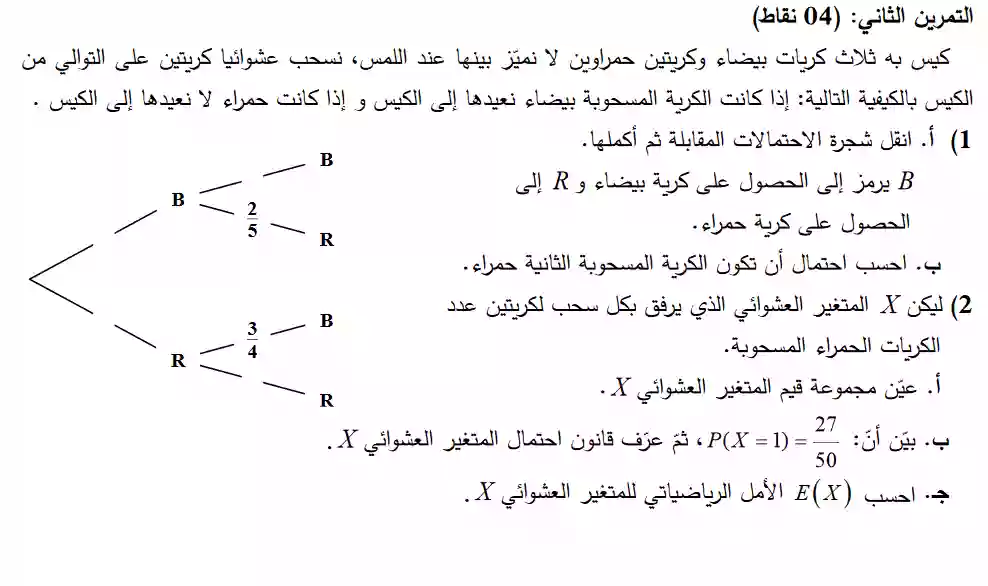 التمرين الثاني: (04 نقاط)
كيس به ثلاث كريات بيضاء وكريتين حمراوين لا نميّز بينها عند اللمس، نسحب عشوائيا كريتين على التوالي من
الكيس بالكيفية التالية: إذا كانت الكرية المسحوبة بيضاء نعيدها إلى الكيس و إذا كانت حمراء لا نعيدها إلى الكيس .
1) أ. انقل شجرة الاحتمالات المقابلة ثم أكملها.
B يرمز إلى الحصول على كرية بيضاء و R إلى
الحصول على كرية حمراء.
ب. احسب احتمال أن تكون الكرية المسحوبة الثانية حمراء.
2) ليكن X المتغير العشوائي الذي يرفق بكل سحب لكريتين عدد
الكريات الحمراء المسحوبة.
أ. عيّن مجموعة قيم المتغير العشوائي X .
ب. بيّن أنّ: P(X = 1) = 27/50 ، ثمّ عرّف قانون احتمال المتغير العشوائي X .
جـ. احسب E(X) الأمل الرياضياتي للمتغير العشوائي X .
B
B
2/5
R
3/4
B
R
R